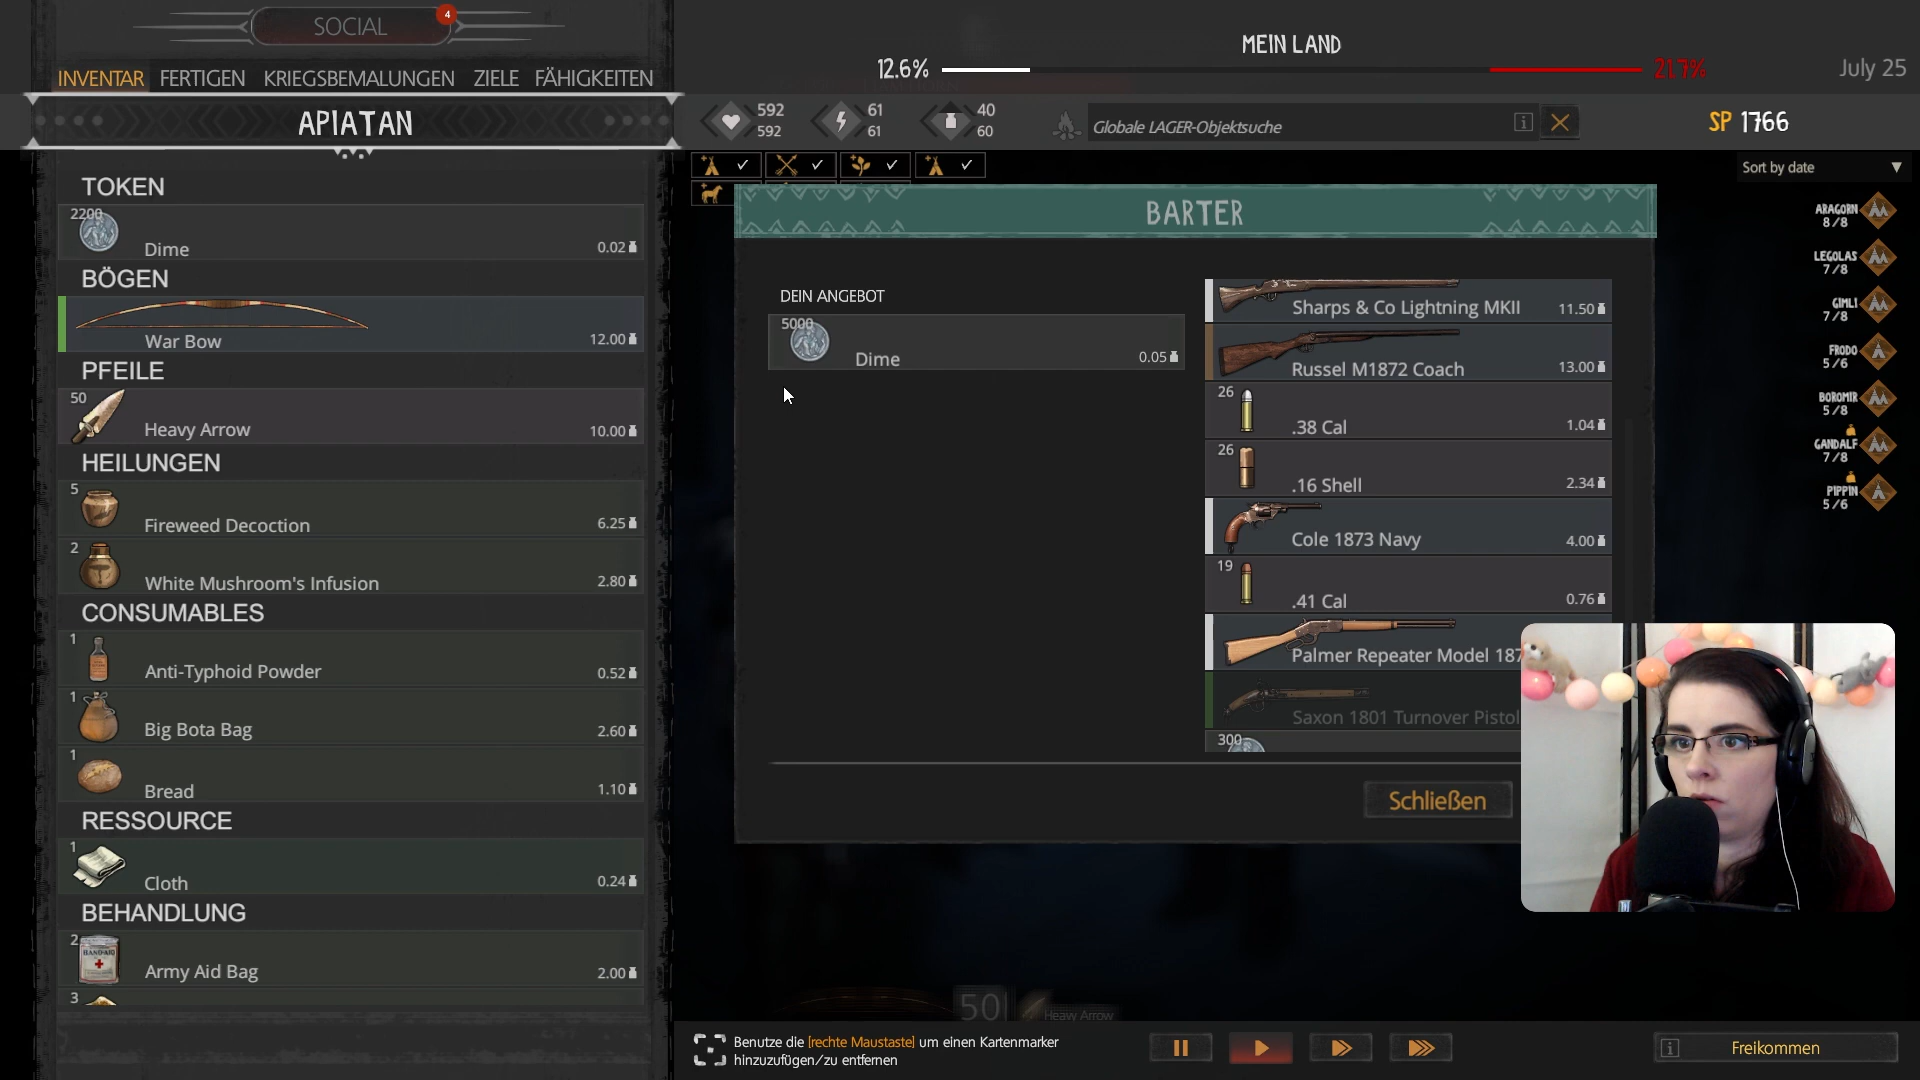 SOCIAL
4
INVENTAR FERTIGEN KRIEGSBEMALUNGEN ZIELE FÄHIGKEITEN
APIATAN
MEIN LAND
12.6%
21.7%
July 25
592
592
61
61
40
60
Globale LAGER-Objektsuche
SP 1766
Sort by date
TOKEN
2200
Dime
0.02
BÖGEN
War Bow
12.00
PFEILE
50
Heavy Arrow
10.00
HEILUNGEN
5
Fireweed Decoction
6.25
2
White Mushroom's Infusion
2.80
CONSUMABLES
1
Anti-Typhoid Powder
0.52
1
Big Bota Bag
2.60
1
Bread
1.10
RESSOURCE
1
Cloth
0.24
BEHANDLUNG
2
Army Aid Bag
2.00
3
BARTER
DEIN ANGEBOT
5000
Dime
0.05
Sharps & Co Lightning MKII
11.50
Russel M1872 Coach
13.00
26
.38 Cal
1.04
26
.16 Shell
2.34
Cole 1873 Navy
4.00
19
.41 Cal
0.76
Palmer Repeater Model 187
Saxon 1801 Turnover Pistol
300
Schließen
ARAGORN
8/8
LEGOLAS
7/8
GIMLI
7/8
FRODO
5/6
BOROMIR
5/8
GANDALF
7/8
PIPPIN
5/6
50
Heavy Arrow
Benutze die [rechte Maustaste] um einen Kartenmarker
hinzuzufügen/zu entfernen
Freikommen